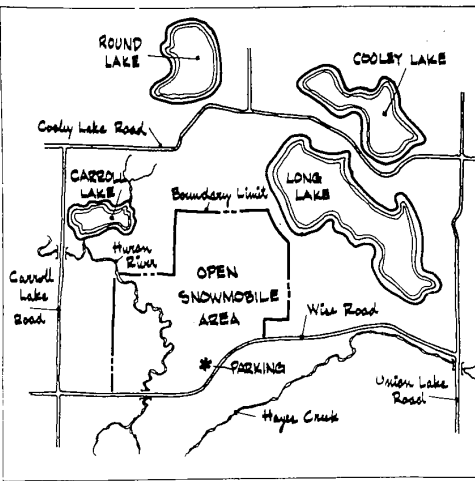 ROUND
LAKE
COOLEY LAKE
Cooley Lake Road
CARROLL
LAKE
Boundary Limit
LONG
LAKE
Huron
River
OPEN
SNOWMOBILE
AREA
Carroll
Lake
Road
Wise Road
* PARKING
Union Lake
Road
Hayes Creek